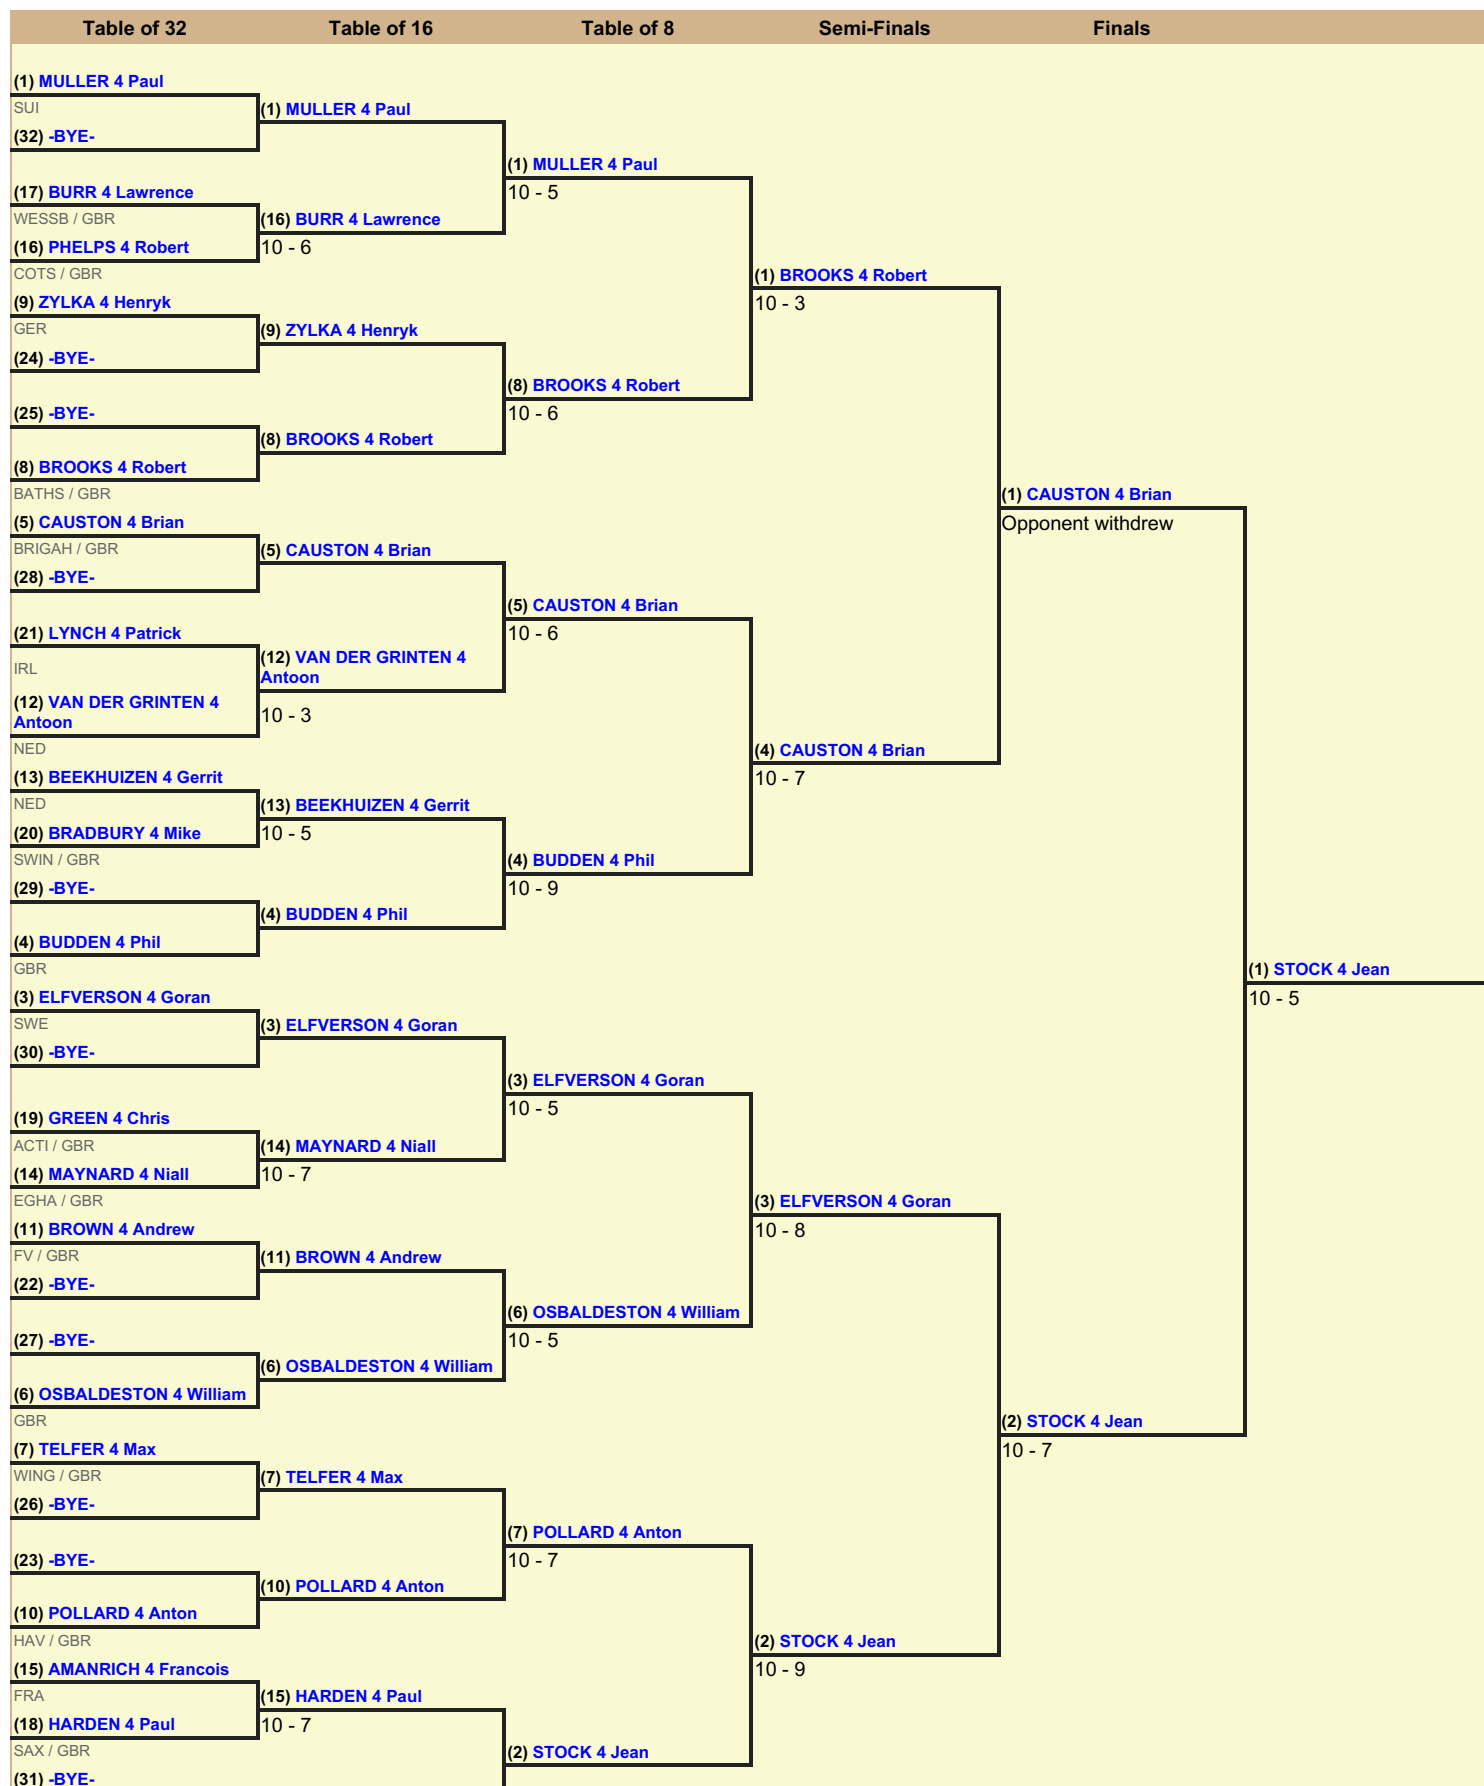 Table of 32
Table of 16
Table of 8
Semi-Finals
Finals
(1) MULLER 4 Paul
SUI
(32) -BYE-
(17) BURR 4 Lawrence
WESSB / GBR
(16) PHELPS 4 Robert
COTS / GBR
(9) ZYLKA 4 Henryk
GER
(24) -BYE-
(25) -BYE-
(8) BROOKS 4 Robert
BATHS / GBR
(5) CAUSTON 4 Brian
BRIGAH / GBR
(28) -BYE-
(21) LYNCH 4 Patrick
IRL
(12) VAN DER GRINTEN 4
Antoon
NED
(13) BEEKHUIZEN 4 Gerrit
NED
(20) BRADBURY 4 Mike
SWIN / GBR
(29) -BYE-
(4) BUDDEN 4 Phil
GBR
(3) ELFVERSON 4 Goran
SWE
(30) -BYE-
(19) GREEN 4 Chris
ACTI / GBR
(14) MAYNARD 4 Niall
EGHA / GBR
(11) BROWN 4 Andrew
FV / GBR
(22) -BYE-
(27) -BYE-
(6) OSBALDESTON 4 William
GBR
(7) TELFER 4 Max
WING / GBR
(26) -BYE-
(23) -BYE-
(10) POLLARD 4 Anton
HAV / GBR
(15) AMANRICH 4 Francois
FRA
(18) HARDEN 4 Paul
SAX / GBR
(31) -BYE-
(1) MULLER 4 Paul
(16) BURR 4 Lawrence
10 - 6
(9) ZYLKA 4 Henryk
(8) BROOKS 4 Robert
(5) CAUSTON 4 Brian
(12) VAN DER GRINTEN 4
Antoon
10 - 3
(13) BEEKHUIZEN 4 Gerrit
10 - 5
(4) BUDDEN 4 Phil
(3) ELFVERSON 4 Goran
(14) MAYNARD 4 Niall
10 - 7
(11) BROWN 4 Andrew
(6) OSBALDESTON 4 William
(7) TELFER 4 Max
(10) POLLARD 4 Anton
(15) HARDEN 4 Paul
10 - 7
(1) MULLER 4 Paul
10 - 5
(8) BROOKS 4 Robert
10 - 6
(5) CAUSTON 4 Brian
10 - 6
(4) BUDDEN 4 Phil
10 - 9
(3) ELFVERSON 4 Goran
10 - 5
(6) OSBALDESTON 4 William
10 - 5
(7) POLLARD 4 Anton
10 - 7
(2) STOCK 4 Jean
(1) BROOKS 4 Robert
10 - 3
(4) CAUSTON 4 Brian
10 - 7
(3) ELFVERSON 4 Goran
10 - 8
(2) STOCK 4 Jean
10 - 9
(1) CAUSTON 4 Brian
Opponent withdrew
(2) STOCK 4 Jean
10 - 7
(1) STOCK 4 Jean
10 - 5